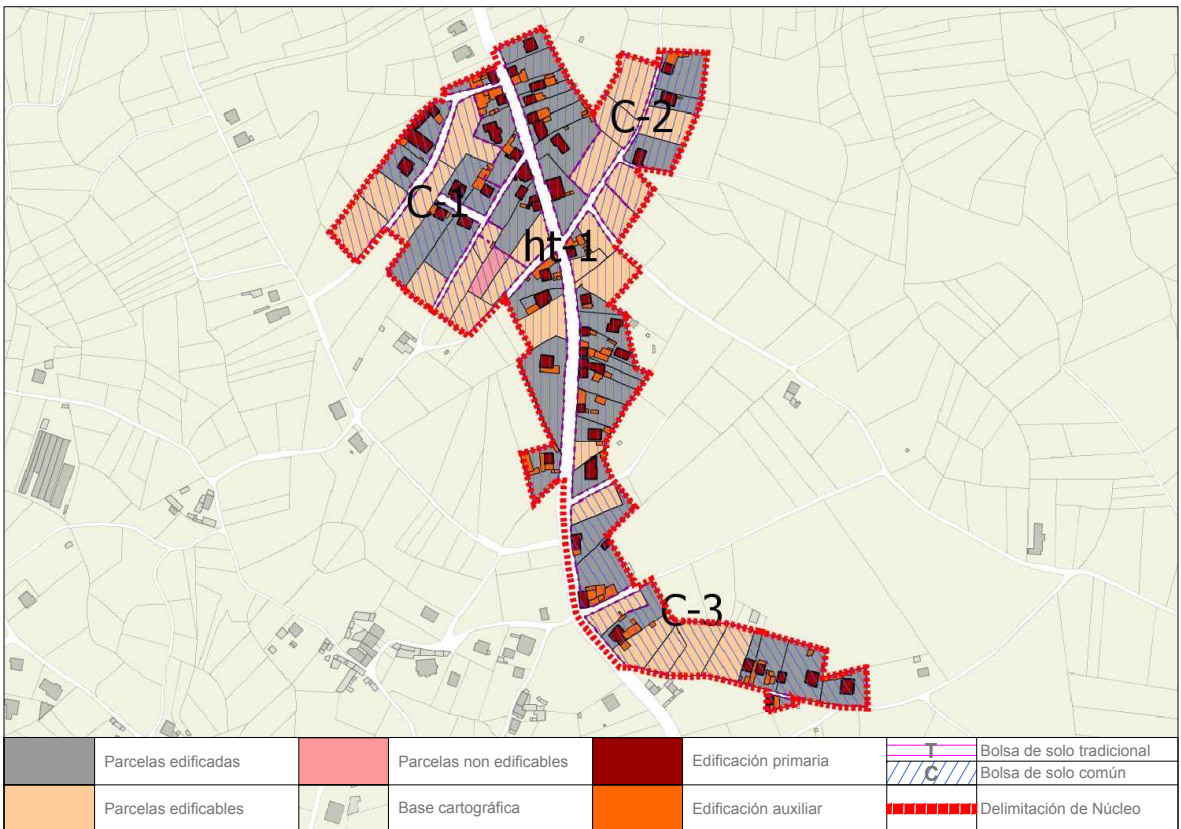 C-2
C-1
ht-1
C-3
Parcelas edificadas
Parcelas non edificables
Edificación primaria
T
Bolsa de solo tradicional
C
Bolsa de solo común
Parcelas edificables
Base cartográfica
Edificación auxiliar
Delimitación de Núcleo